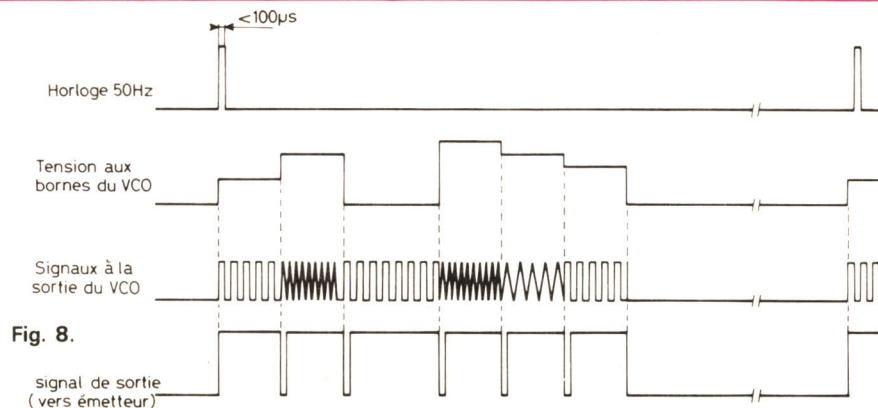 <100µs
Horloge 50Hz
Tension aux
bornes du VCO
Signaux à la
sortie du VCO
Fig. 8.
signal de sortie
(vers émetteur)